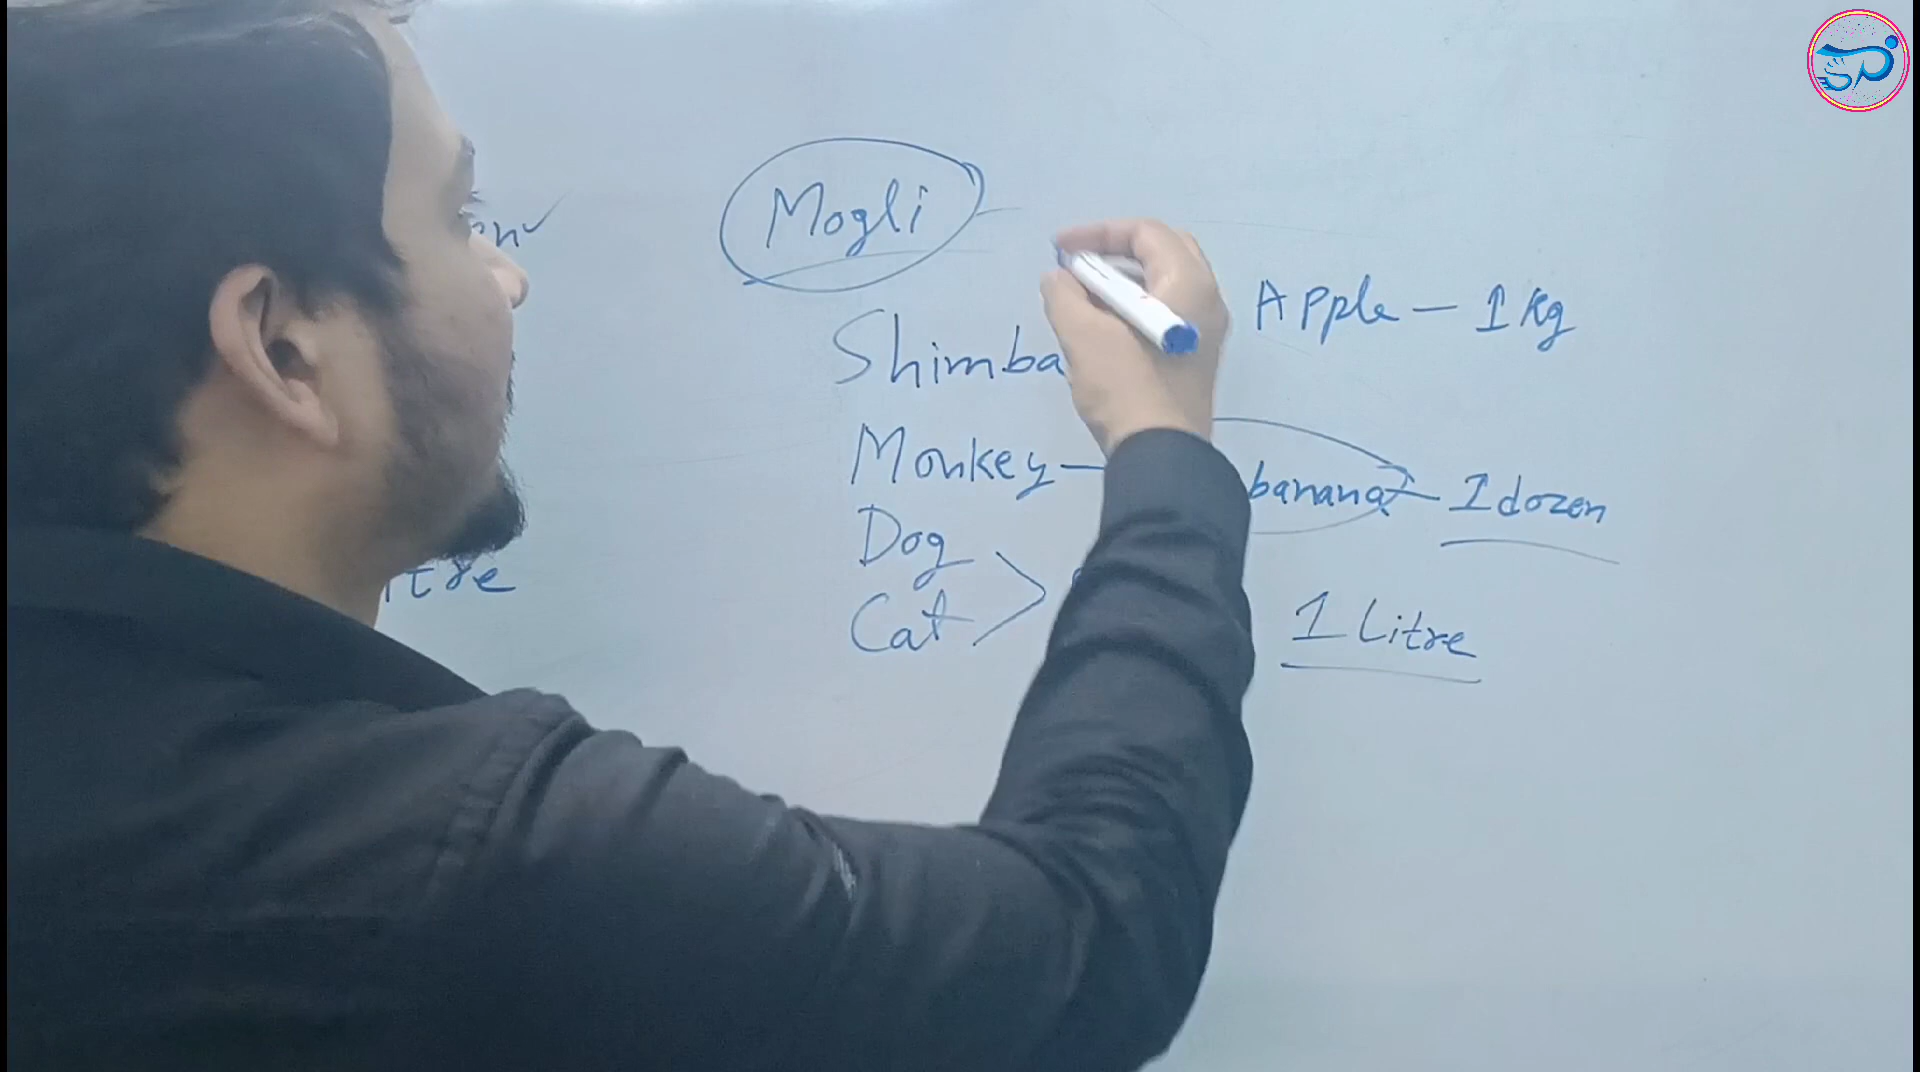 Mogli
Shimba
Apple - 1 Kg
Monkey - banana - 1 dozen
Dog
Cat
1 Litre